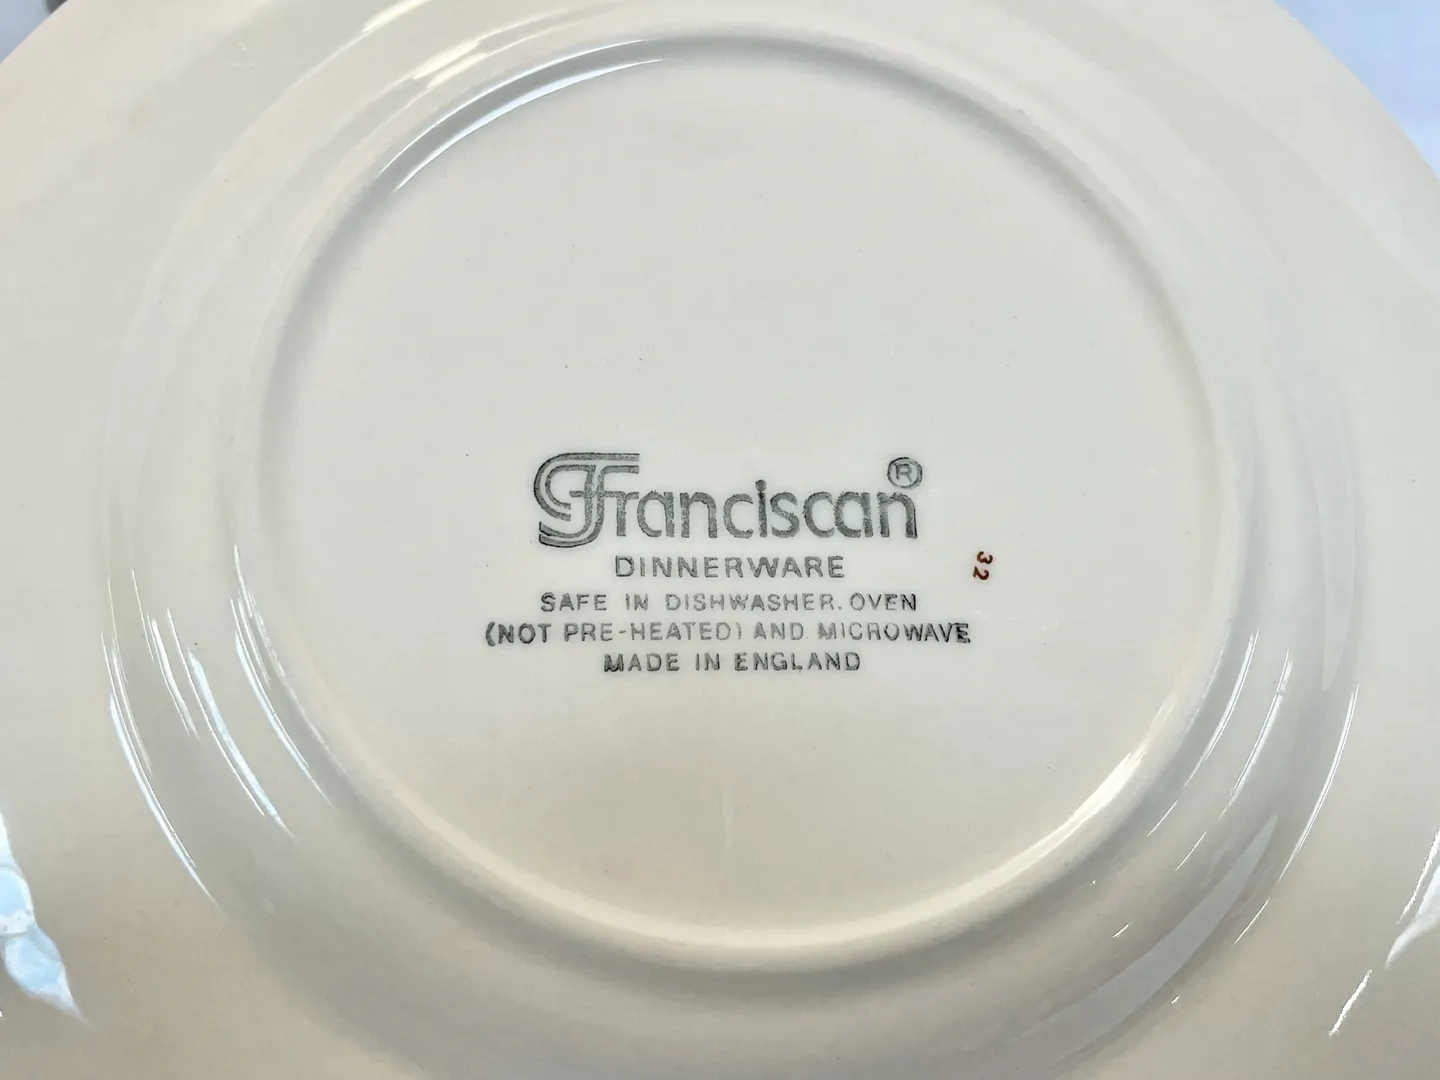 Franciscan®
DINNERWARE
32
SAFE IN DISHWASHER. OVEN
(NOT PRE-HEATED) AND MICROWAVE
MADE IN ENGLAND